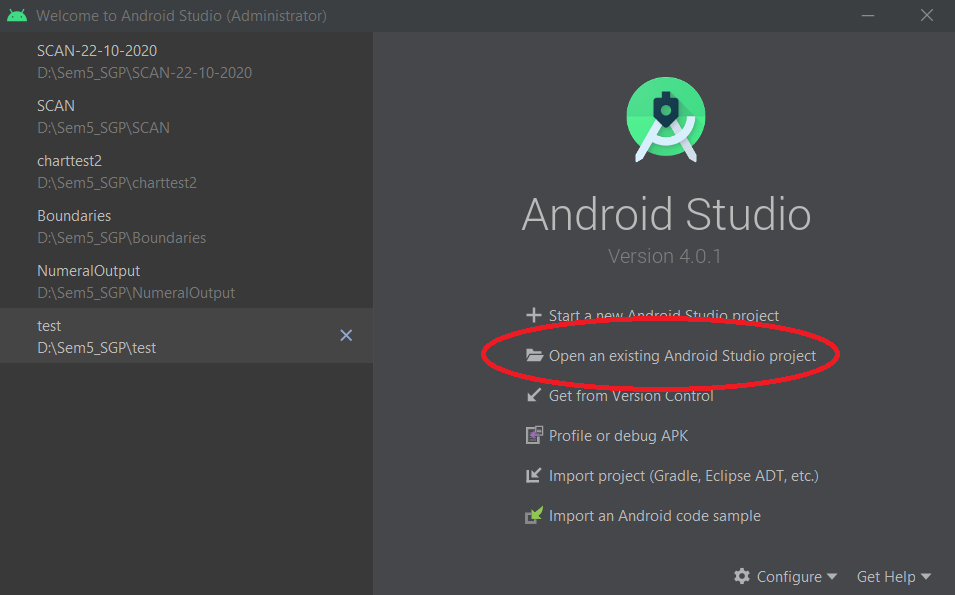 Welcome to Android Studio (Administrator)
SCAN-22-10-2020
D:\Sem5_SGP\SCAN-22-10-2020
SCAN
D:\Sem5_SGP\SCAN
charttest2
D:\Sem5_SGP\charttest2
Boundaries
D:\Sem5_SGP\Boundaries
NumeralOutput
D:\Sem5_SGP\NumeralOutput
test
D:\Sem5_SGP\test
Android Studio
Version 4.0.1
Start a new Android Studio project
Open an existing Android Studio project
Get from Version Control
Profile or debug APK
Import project (Gradle, Eclipse ADT, etc.)
Import an Android code sample
Configure
Get Help